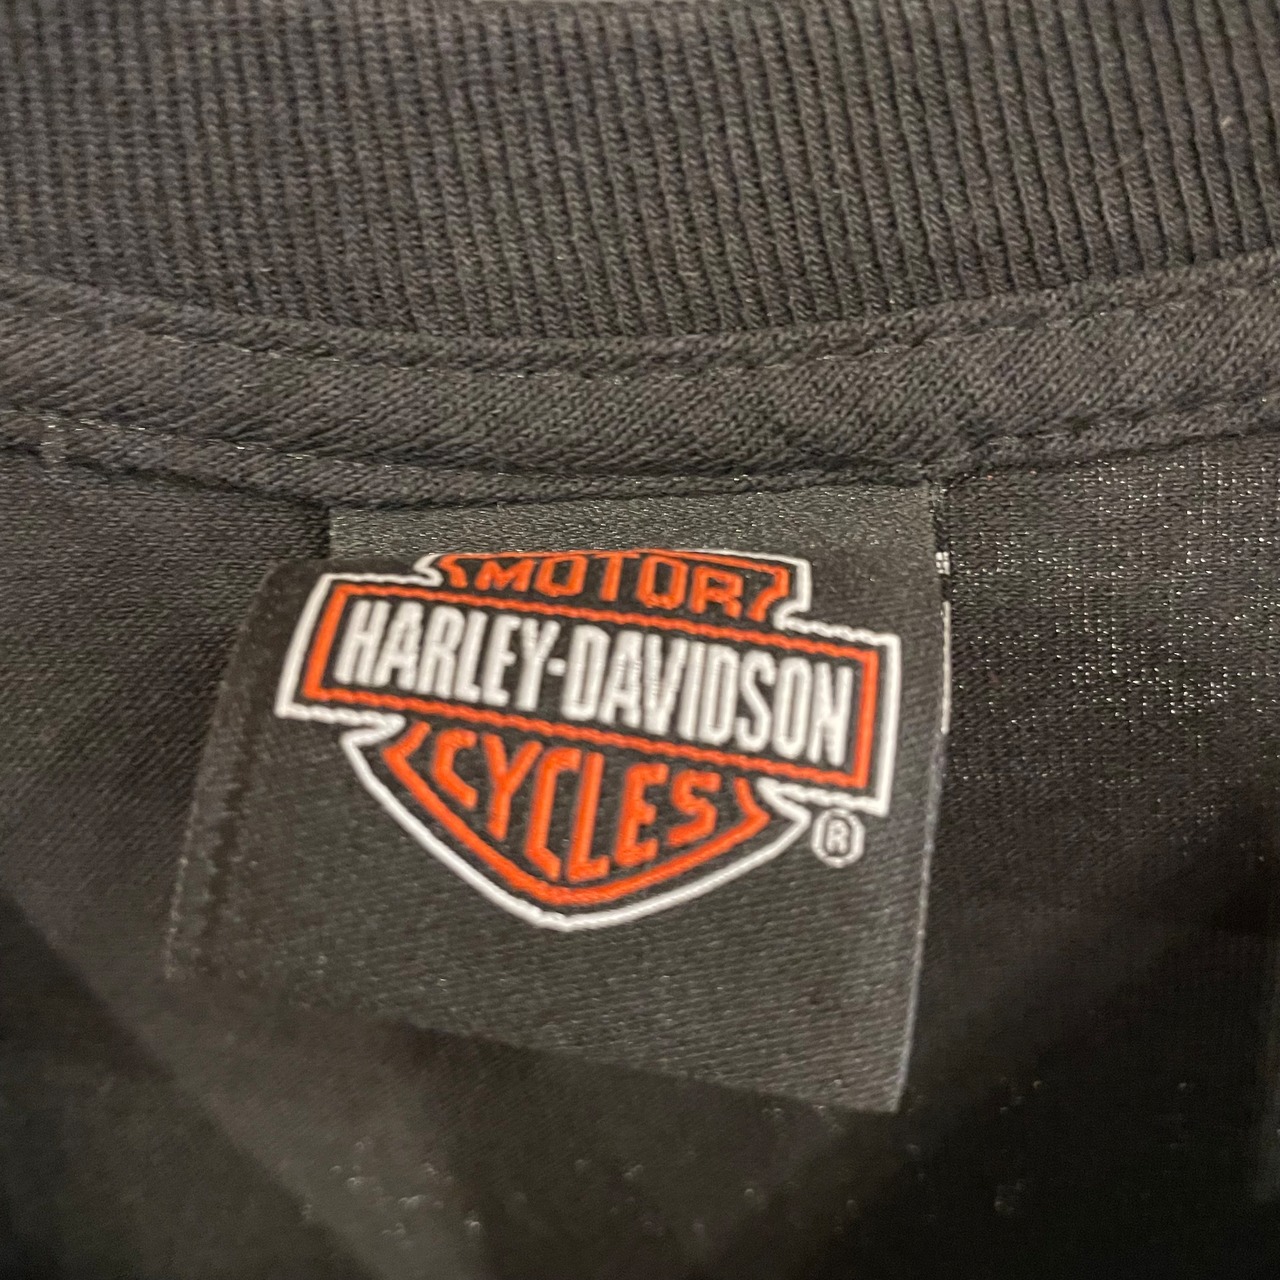 MOTOR
HARLEY-DAVIDSON
CYCLES
®